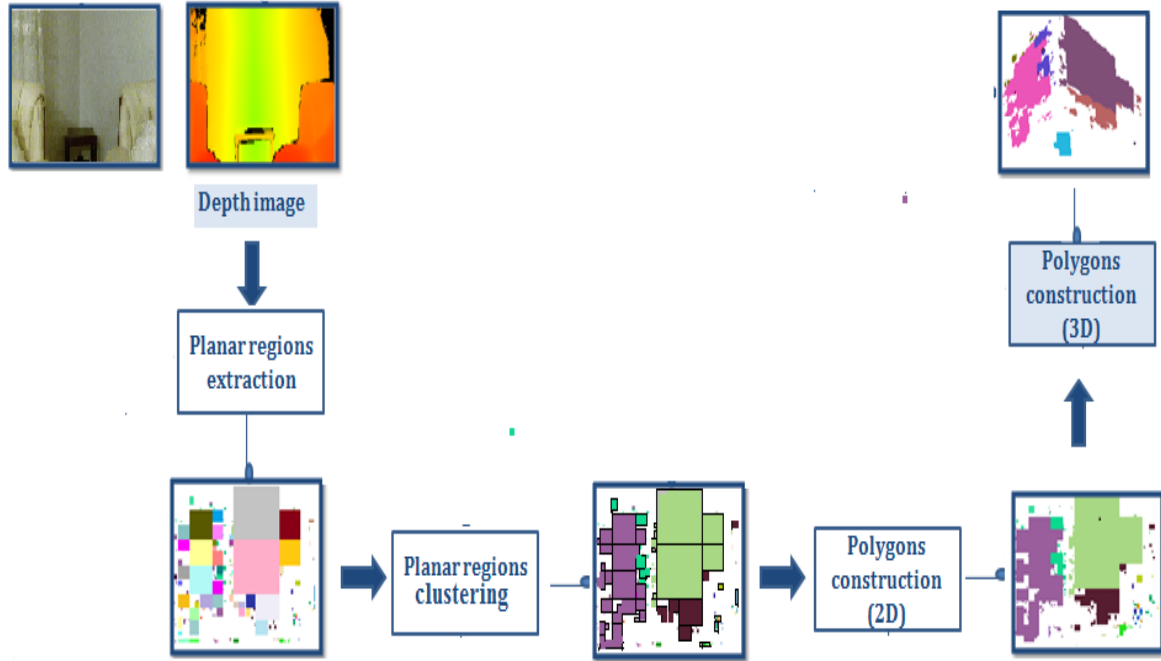 Depth image
Planar regions
extraction
Planar regions
clustering
Polygons
construction
(2D)
Polygons
construction
(3D)